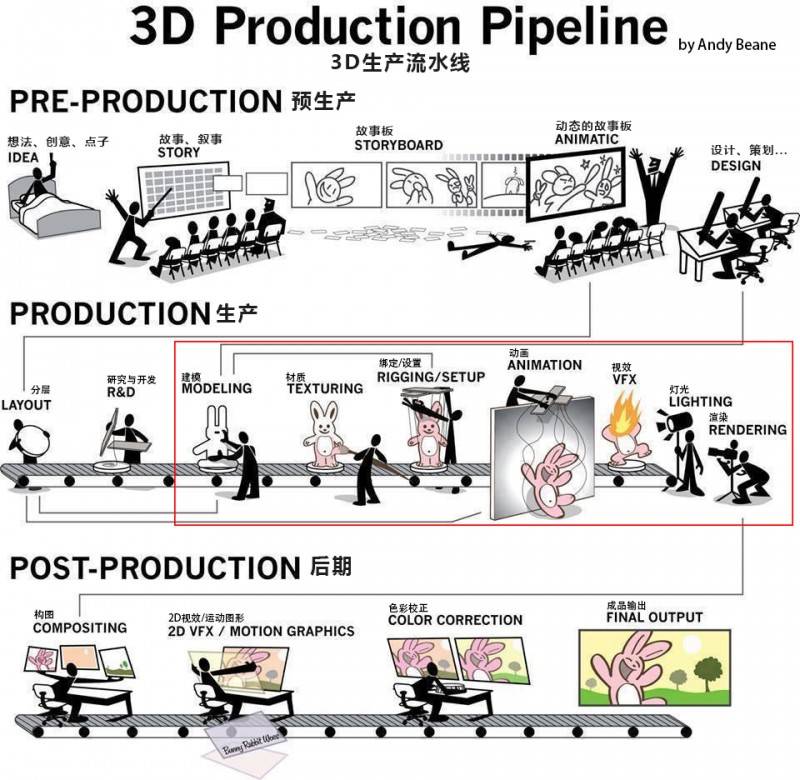 3D Production Pipeline
by Andy Beane
3D生产流水线
PRE-PRODUCTION 预生产
想法、创意、点子
IDEA
故事、叙事
STORY
故事板
STORYBOARD
动态的故事板
ANIMATIC
设计、策划...
DESIGN
PRODUCTION 生产
分层
LAYOUT
研究与开发
R&D
建模
MODELING
材质
TEXTURING
绑定/设置
RIGGING/SETUP
动画
ANIMATION
视效
VFX
灯光
LIGHTING
渲染
RENDERING
POST-PRODUCTION 后期
构图
COMPOSITING
2D视效/运动图形
2D VFX / MOTION GRAPHICS
色彩校正
COLOR CORRECTION
成品输出
FINAL OUTPUT
Bunny Rabbit Woes